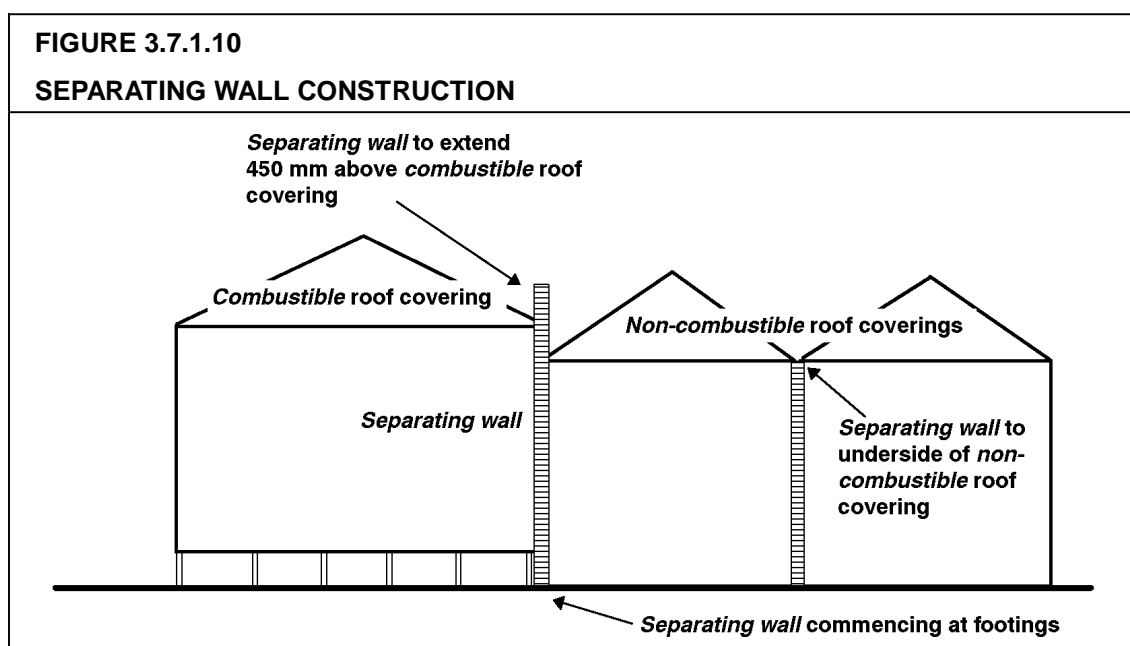 FIGURE 3.7.1.10
SEPARATING WALL CONSTRUCTION
Separating wall to extend
450 mm above combustible roof
covering
Combustible roof covering
Non-combustible roof coverings
Separating wall
Separating wall to
underside of non-
combustible roof
covering
Separating wall commencing at footings